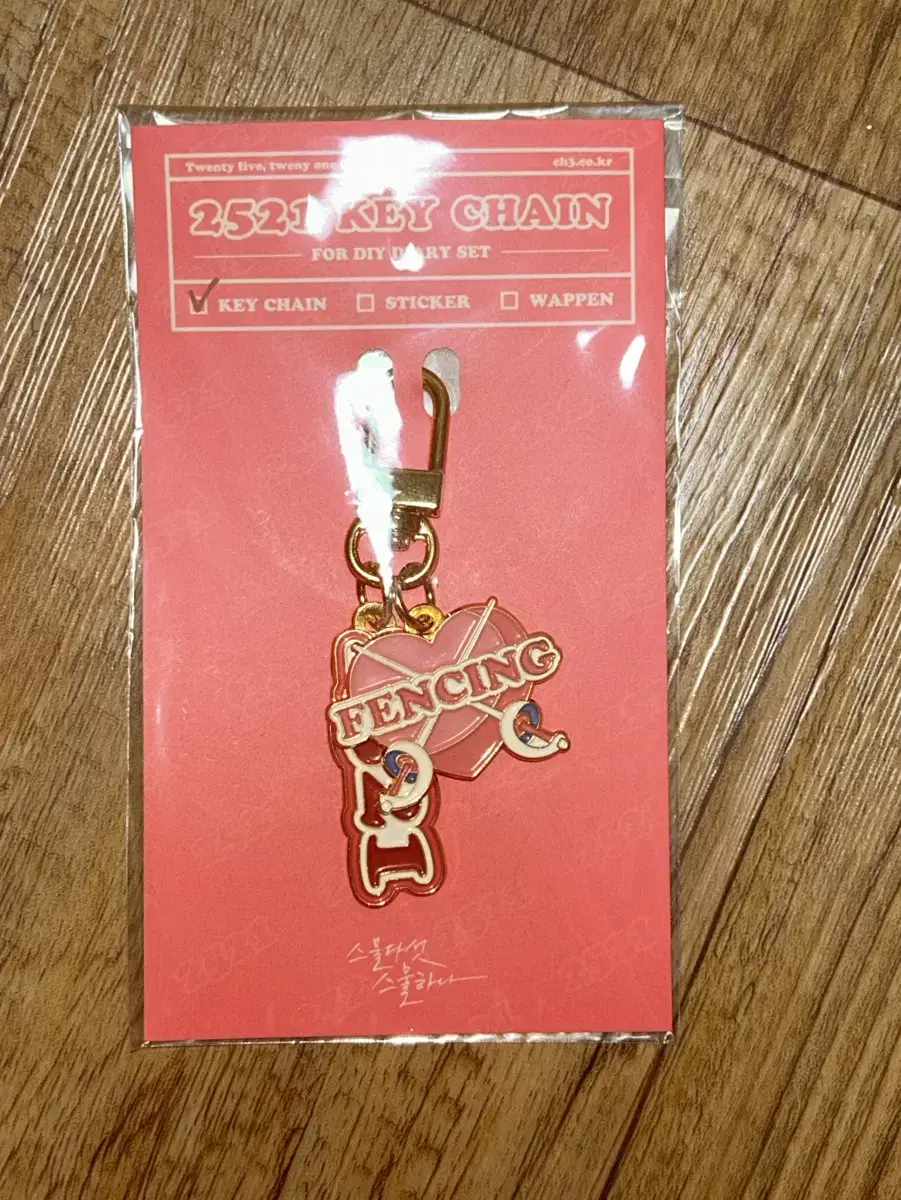 Twenty five, tweny one
ch3.co.kr
2521 KEY CHAIN
FOR DIY DIARY SET
KEY CHAIN
STICKER
WAPPEN
FENCING
스물다섯
스물하나